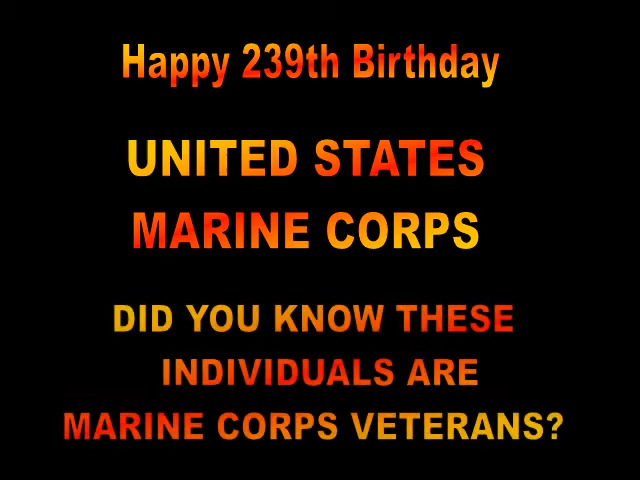 Happy 239th Birthday
UNITED STATES
MARINE CORPS
DID YOU KNOW THESE
INDIVIDUALS ARE
MARINE CORPS VETERANS?